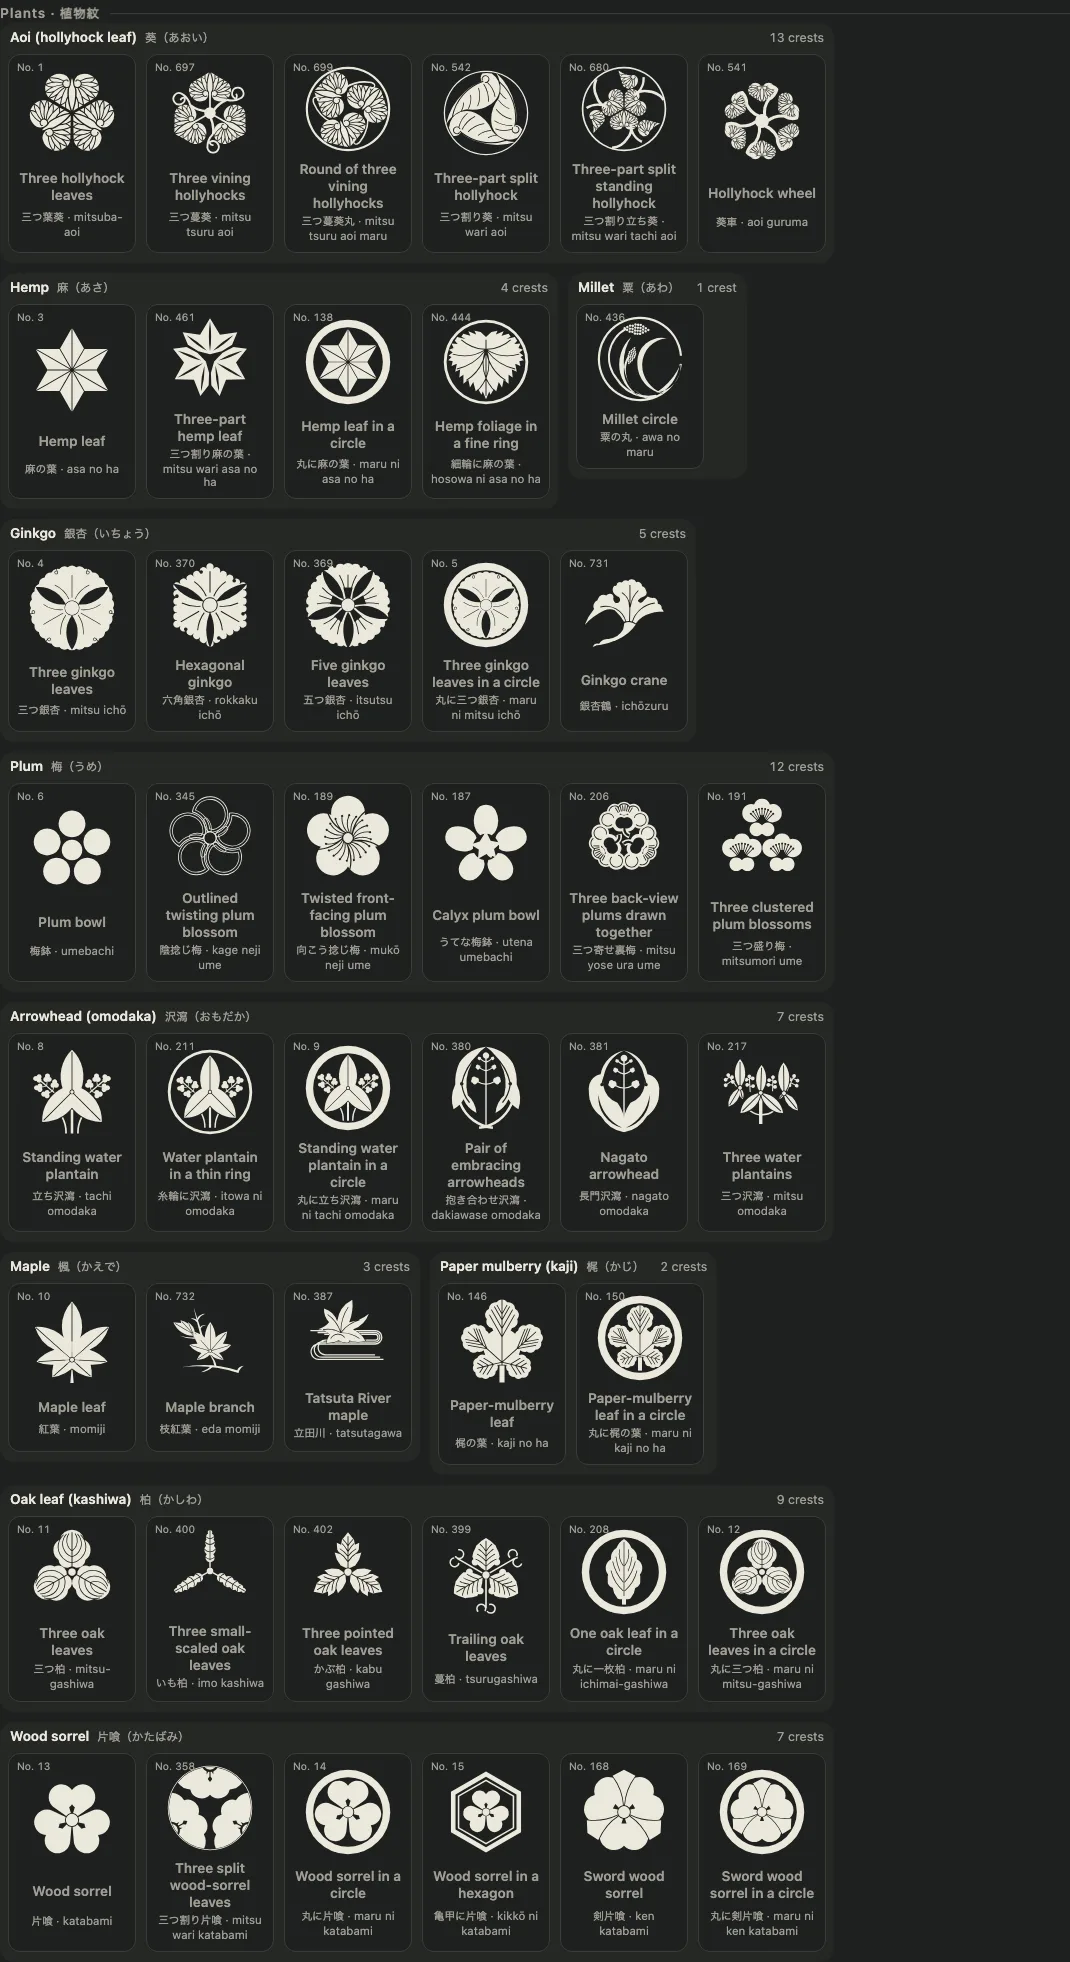 Plants · 植物紋
Aoi (hollyhock leaf) 葵（あおい） 13 crests
No. 1
Three hollyhock
leaves
三つ葉葵 · mitsuba-
aoi
No. 697
Three vining
hollyhocks
三つ蔓葵 · mitsu
tsuru aoi
No. 699
Round of three
vining
hollyhocks
三つ蔓葵丸 · mitsu
tsuru aoi maru
No. 542
Three-part split
hollyhock
三つ割り葵 · mitsu
wari aoi
No. 680
Three-part split
standing
hollyhock
三つ割り立ち葵 ·
mitsu wari tachi aoi
No. 541
Hollyhock wheel
葵車 · aoi guruma
Hemp 麻（あさ） 4 crests
No. 3
Hemp leaf
麻の葉 · asa no ha
No. 461
Three-part
hemp leaf
三つ割り麻の葉 ·
mitsu wari asa no
ha
No. 138
Hemp leaf in a
circle
丸に麻の葉 · maru ni
asa no ha
No. 444
Hemp foliage in
a fine ring
細輪に麻の葉 ·
hosowa ni asa no ha
Millet 粟（あわ） 1 crest
No. 436
Millet circle
粟の丸 · awa no
maru
Ginkgo 銀杏（いちょう） 5 crests
No. 4
Three ginkgo
leaves
三つ銀杏 · mitsu ichō
No. 370
Hexagonal
ginkgo
六角銀杏 · rokkaku
ichō
No. 369
Five ginkgo
leaves
五つ銀杏 · itsutsu
ichō
No. 5
Three ginkgo
leaves in a circle
丸に三つ銀杏 · maru
ni mitsu ichō
No. 731
Ginkgo crane
銀杏鶴 · ichōzuru
Plum 梅（うめ） 12 crests
No. 6
Plum bowl
梅鉢 · umebachi
No. 345
Outlined
twisting plum
blossom
陰捻じ梅 · kage neji
ume
No. 189
Twisted front-
facing plum
blossom
向こう捻じ梅 · mukō
neji ume
No. 187
Calyx plum bowl
うてな梅鉢 · utena
umebachi
No. 206
Three back-view
plums drawn
together
三つ寄せ裏梅 · mitsu
yose ura ume
No. 191
Three clustered
plum blossoms
三つ盛り梅 ·
mitsumori ume
Arrowhead (omodaka) 沢瀉（おもだか） 7 crests
No. 8
Standing water
plantain
立ち沢瀉 · tachi
omodaka
No. 211
Water plantain
in a thin ring
糸輪に沢瀉 · itowa ni
omodaka
No. 9
Standing water
plantain in a
circle
丸に立ち沢瀉 · maru
ni tachi omodaka
No. 380
Pair of
embracing
arrowheads
抱き合わせ沢瀉 ·
dakiawase omodaka
No. 381
Nagato
arrowhead
長門沢瀉 · nagato
omodaka
No. 217
Three water
plantains
三つ沢瀉 · mitsu
omodaka
Maple 楓（かえで） 3 crests
No. 10
Maple leaf
紅葉 · momiji
No. 732
Maple branch
枝紅葉 · eda momiji
No. 387
Tatsuta River
maple
立田川 · tatsutagawa
Paper mulberry (kaji) 梶（かじ） 2 crests
No. 146
Paper-mulberry
leaf
梶の葉 · kaji no ha
No. 150
Paper-mulberry
leaf in a circle
丸に梶の葉 · maru ni
kaji no ha
Oak leaf (kashiwa) 柏（かしわ） 9 crests
No. 11
Three oak
leaves
三つ柏 · mitsu-
gashiwa
No. 400
Three small-
scaled oak
leaves
いも柏 · imo kashiwa
No. 402
Three pointed
oak leaves
かぶ柏 · kabu
gashiwa
No. 399
Trailing oak
leaves
蔓柏 · tsurugashiwa
No. 208
One oak leaf in a
circle
丸に一枚柏 · maru ni
ichimai-gashiwa
No. 12
Three oak
leaves in a circle
丸に三つ柏 · maru ni
mitsu-gashiwa
Wood sorrel 片喰（かたばみ） 7 crests
No. 13
Wood sorrel
片喰 · katabami
No. 358
Three split
wood-sorrel
leaves
三つ割り片喰 · mitsu
wari katabami
No. 14
Wood sorrel in a
circle
丸に片喰 · maru ni
katabami
No. 15
Wood sorrel in a
hexagon
亀甲に片喰 · kikkō ni
katabami
No. 168
Sword wood
sorrel
剣片喰 · ken
katabami
No. 169
Sword wood
sorrel in a circle
丸に剣片喰 · maru ni
ken katabami